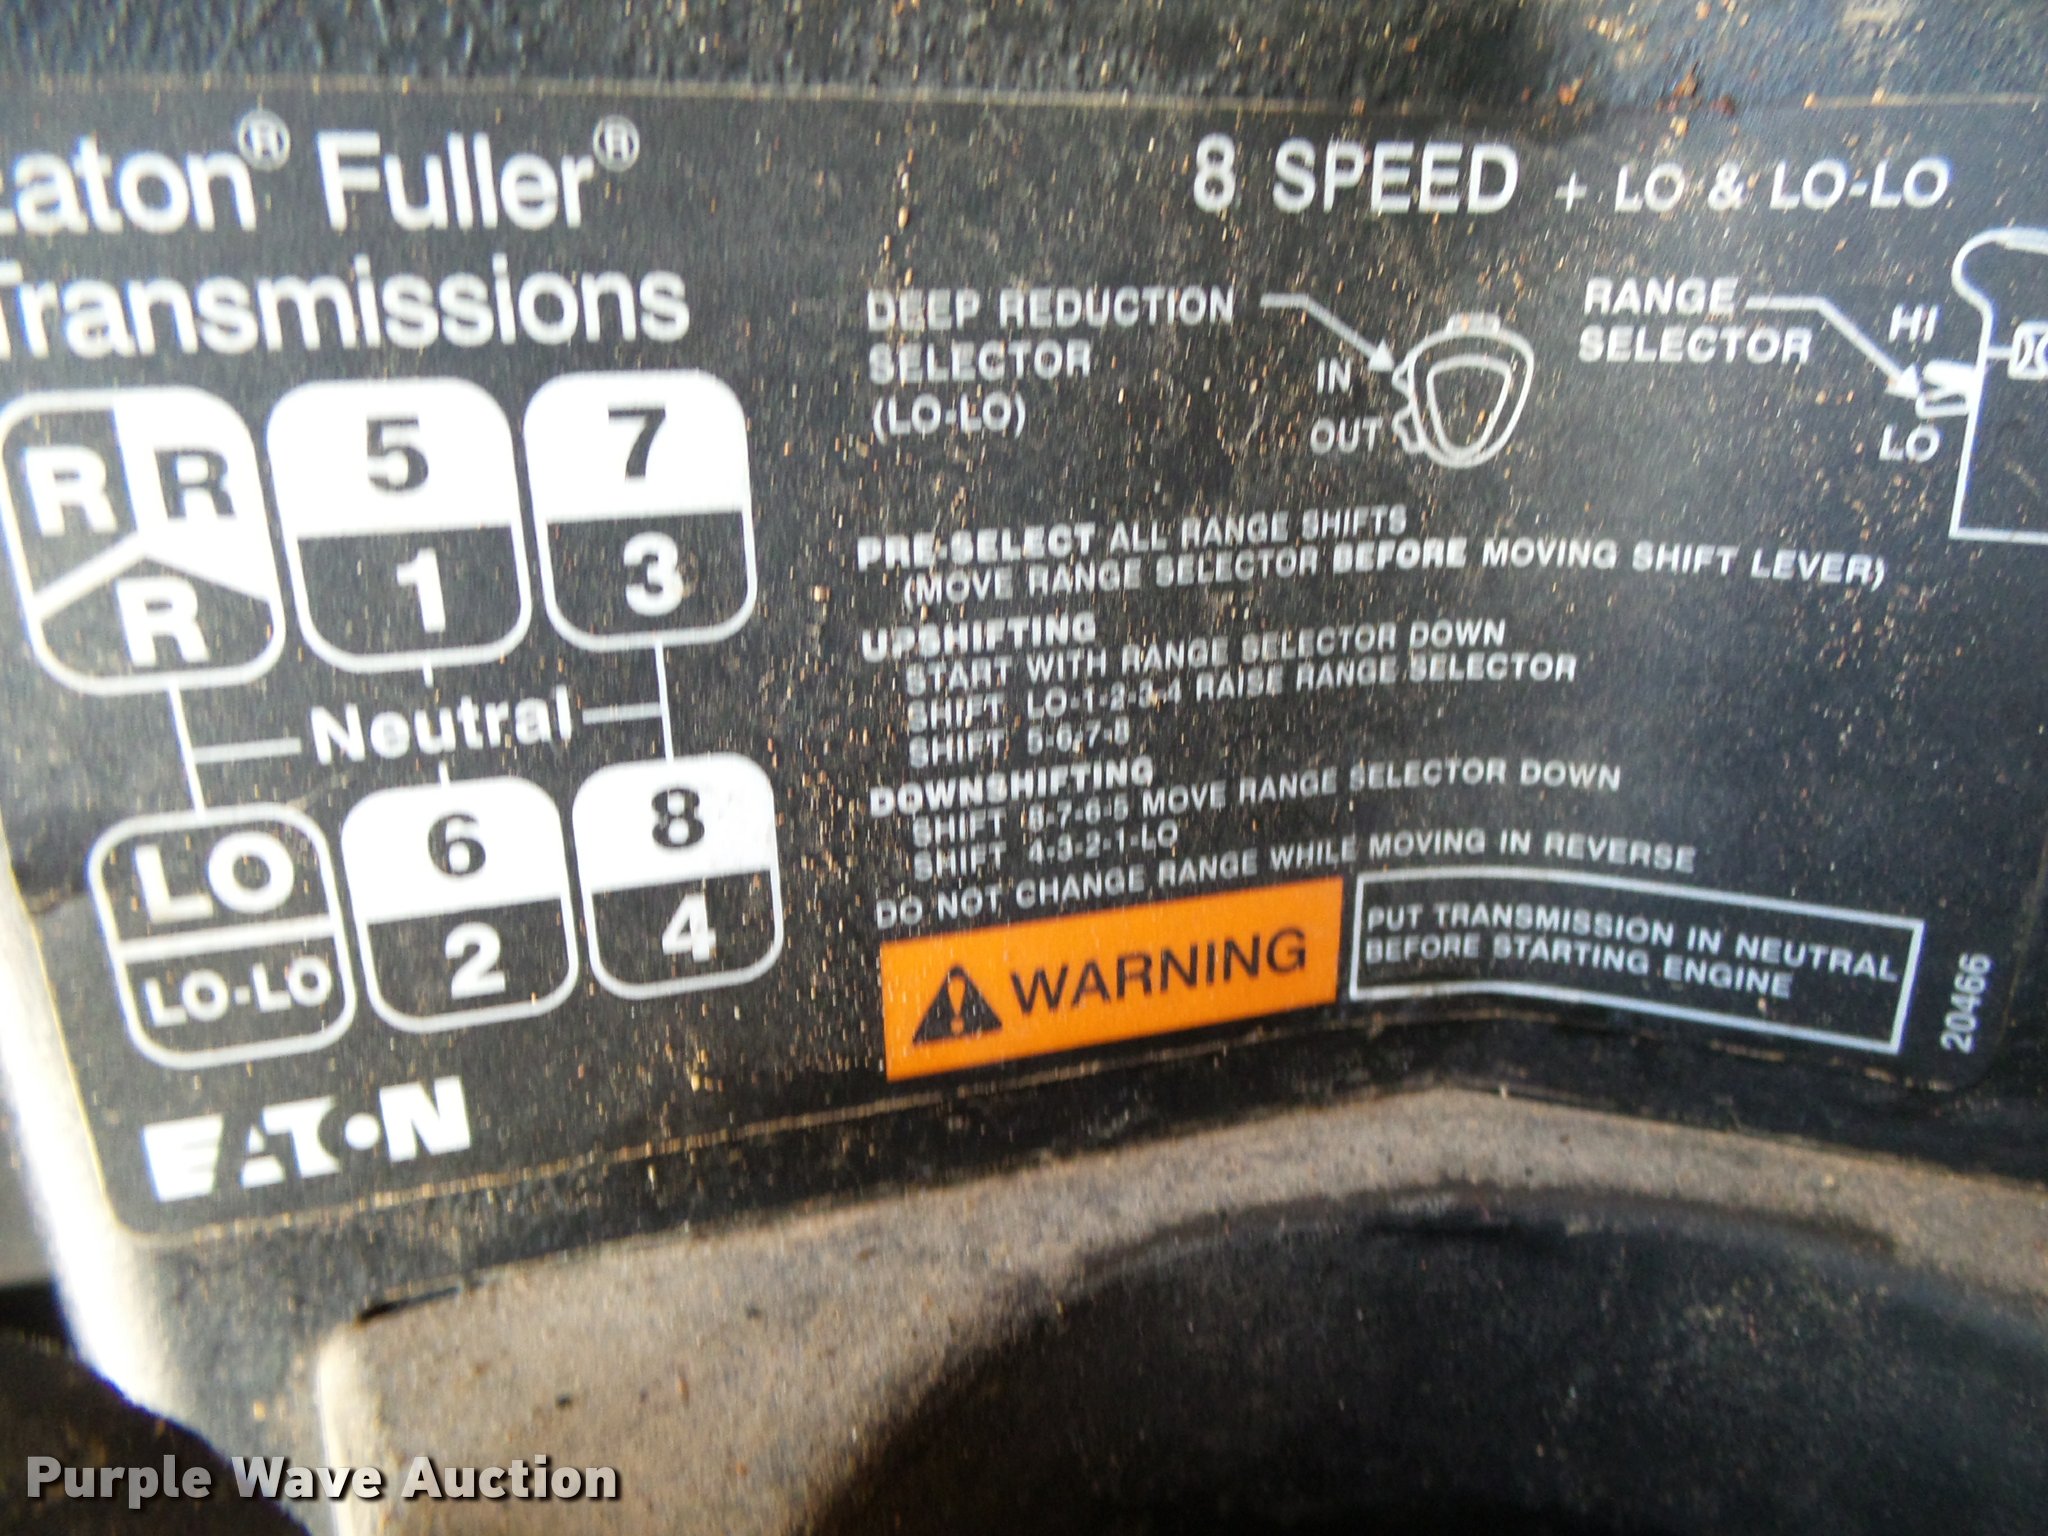 Eaton® Fuller®
Transmissions
8 SPEED + LO & LO-LO
R R
R
5
1
7
3
Neutral
LO
LO-LO
6
2
8
4
EATON
DEEP REDUCTION
SELECTOR
(LO-LO)
IN
OUT
RANGE
SELECTOR
HI
LO
PRE-SELECT ALL RANGE SHIFTS
(MOVE RANGE SELECTOR BEFORE MOVING SHIFT LEVER)
UPSHIFTING
START WITH RANGE SELECTOR DOWN
SHIFT LO-1-2-3-4 RAISE RANGE SELECTOR
SHIFT 5-6-7-8
DOWNSHIFTING
SHIFT 8-7-6-5 MOVE RANGE SELECTOR DOWN
SHIFT 4-3-2-1-LO
DO NOT CHANGE RANGE WHILE MOVING IN REVERSE
WARNING
PUT TRANSMISSION IN NEUTRAL
BEFORE STARTING ENGINE
20466
Purple Wave Auction